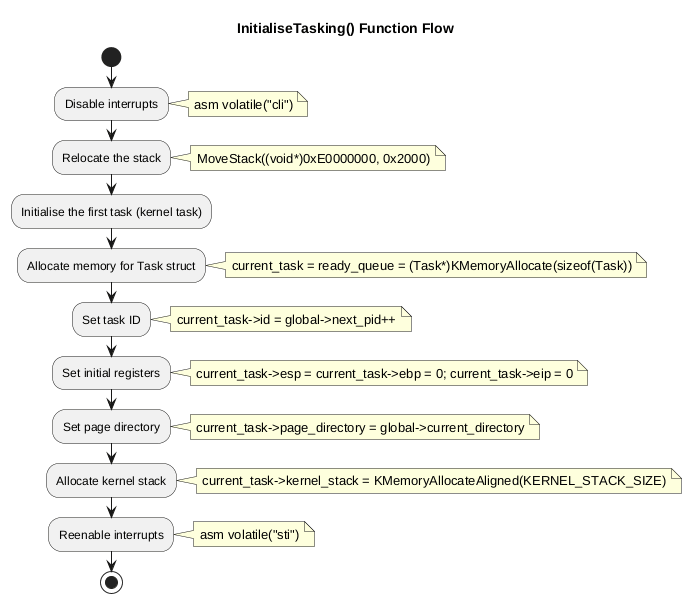 InitialiseTasking() Function Flow
Disable interrupts
asm volatile("cli")
Relocate the stack
MoveStack((void*)0xE0000000, 0x2000)
Initialise the first task (kernel task)
Allocate memory for Task struct
current_task = ready_queue = (Task*)KMemoryAllocate(sizeof(Task))
Set task ID
current_task->id = global->next_pid++
Set initial registers
current_task->esp = current_task->ebp = 0; current_task->eip = 0
Set page directory
current_task->page_directory = global->current_directory
Allocate kernel stack
current_task->kernel_stack = KMemoryAllocateAligned(KERNEL_STACK_SIZE)
Reenable interrupts
asm volatile("sti")